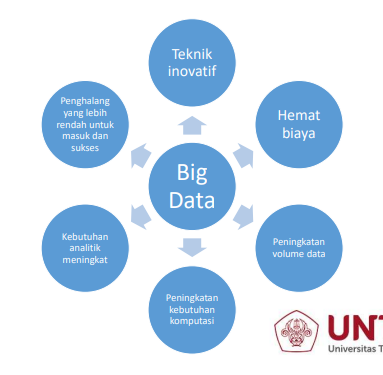 Teknik
inovatif
Hemat
biaya
Peningkatan
volume data
Peningkatan
kebutuhan
komputasi
Kebutuhan
analitik
meningkat
Penghalang
yang lebih
rendah untuk
masuk dan
sukses
Big
Data
Universitas